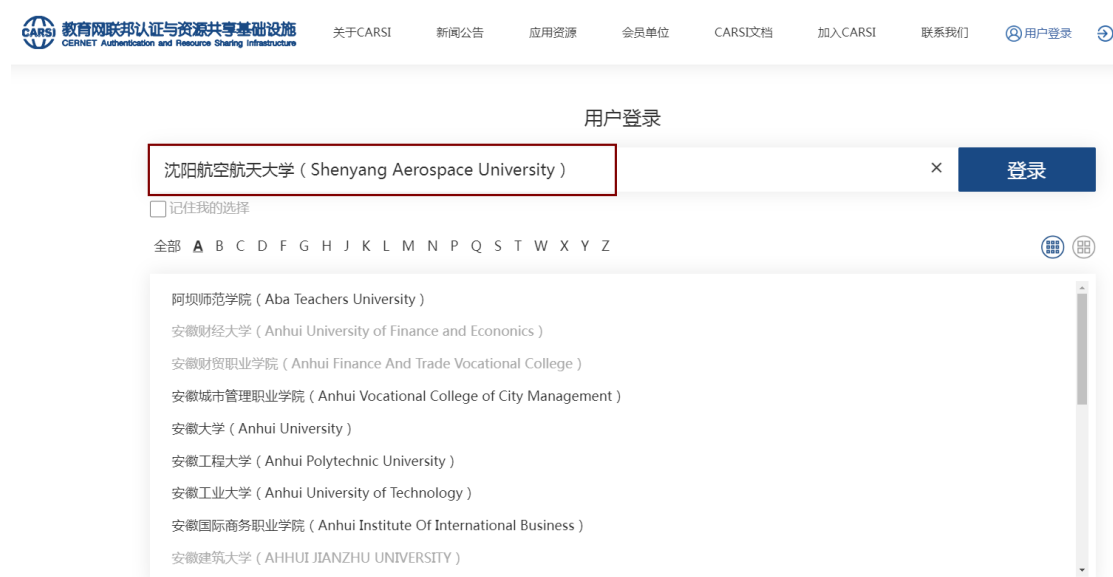 CARSI 教育网联邦认证与资源共享基础设施
CERNET Authentication and Resource Sharing Infrastructure
关于CARSI 新闻公告 应用资源 会员单位 CARSI文档 加入CARSI 联系我们 用户登录
用户登录
沈阳航空航天大学（Shenyang Aerospace University） × 登录
记住我的选择
全部 A B C D F G H J K L M N P Q S T W X Y Z
阿坝师范学院（Aba Teachers University）
安徽财经大学（Anhui University of Finance and Econonics）
安徽财贸职业学院（Anhui Finance And Trade Vocational College）
安徽城市管理职业学院（Anhui Vocational College of City Management）
安徽大学（Anhui University）
安徽工程大学（Anhui Polytechnic University）
安徽工业大学（Anhui University of Technology）
安徽国际商务职业学院（Anhui Institute Of International Business）
安徽建筑大学（AHHUI JIANZHU UNIVERSITY）